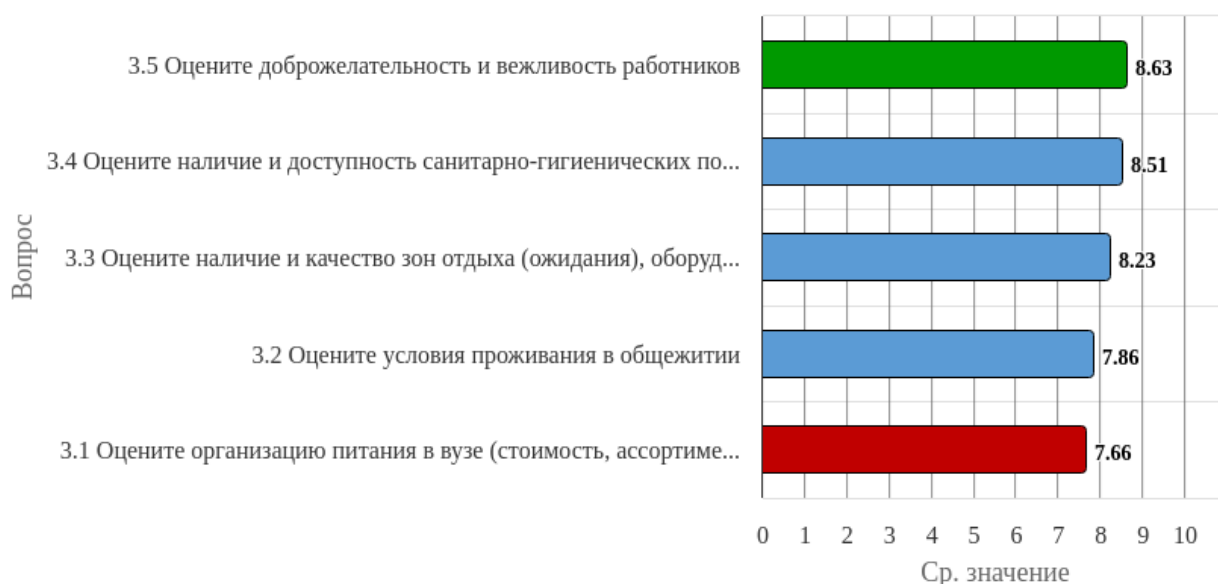 3.5 Оцените доброжелательность и вежливость работников
8.63
3.4 Оцените наличие и доступность санитарно-гигиенических по...
8.51
3.3 Оцените наличие и качество зон отдыха (ожидания), оборуд...
8.23
3.2 Оцените условия проживания в общежитии
7.86
3.1 Оцените организацию питания в вузе (стоимость, ассортиме...
7.66
Вопрос
0 1 2 3 4 5 6 7 8 9 10
Ср. значение